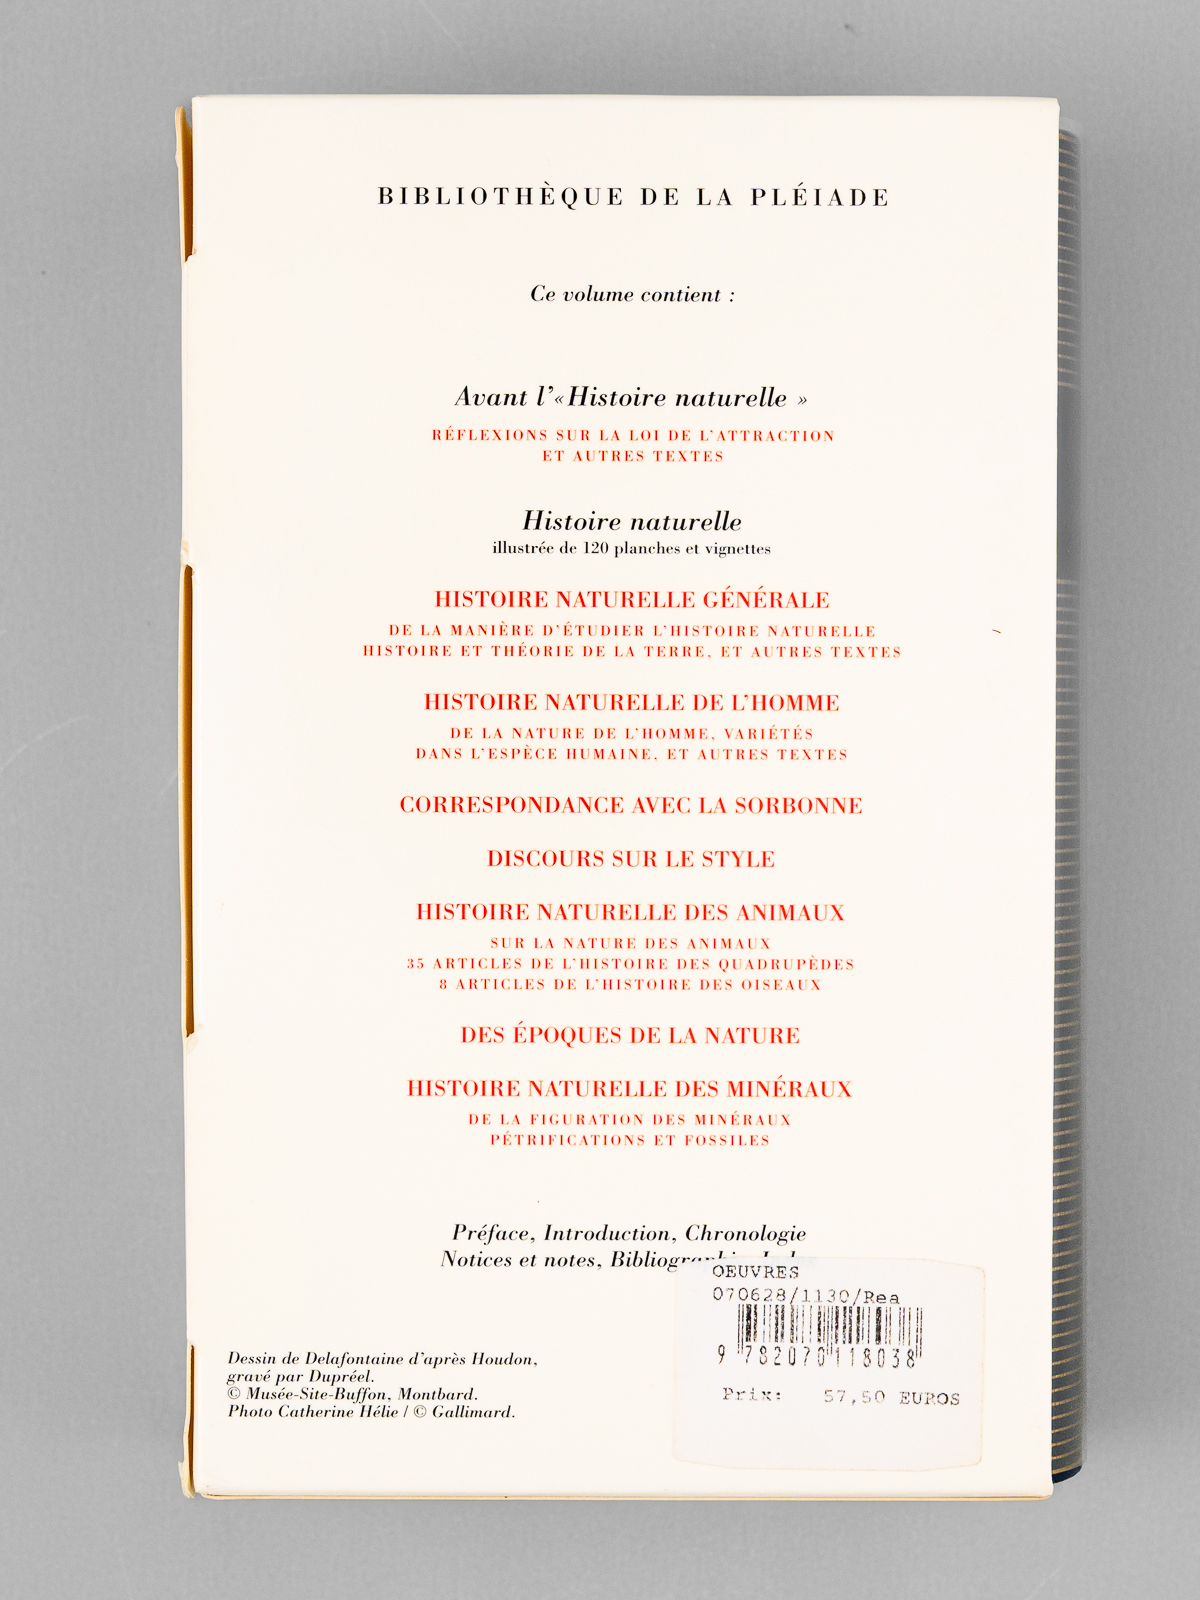 BIBLIOTHÈQUE DE LA PLÉIADE
Ce volume contient :
Avant l'« Histoire naturelle »
RÉFLEXIONS SUR LA LOI DE L'ATTRACTION
ET AUTRES TEXTES
Histoire naturelle
illustrée de 120 planches et vignettes
HISTOIRE NATURELLE GÉNÉRALE
DE LA MANIÈRE D'ÉTUDIER L'HISTOIRE NATURELLE
HISTOIRE ET THÉORIE DE LA TERRE, ET AUTRES TEXTES
HISTOIRE NATURELLE DE L'HOMME
DE LA NATURE DE L'HOMME, VARIÉTÉS
DANS L'ESPÈCE HUMAINE, ET AUTRES TEXTES
CORRESPONDANCE AVEC LA SORBONNE
DISCOURS SUR LE STYLE
HISTOIRE NATURELLE DES ANIMAUX
SUR LA NATURE DES ANIMAUX
35 ARTICLES DE L'HISTOIRE DES QUADRUPÈDES
8 ARTICLES DE L'HISTOIRE DES OISEAUX
DES ÉPOQUES DE LA NATURE
HISTOIRE NATURELLE DES MINÉRAUX
DE LA FIGURATION DES MINÉRAUX
PÉTRIFICATIONS ET FOSSILES
Préface, Introduction, Chronologie
Notices et notes,
OEUVRES
070628/1130/Rea
9 782070 118038
Prix: 57,50 EUROS
Dessin de Delafontaine d'après Houdon,
gravé par Dupréel.
© Musée-Site-Buffon, Montbard.
Photo Catherine Hélie / © Gallimard.